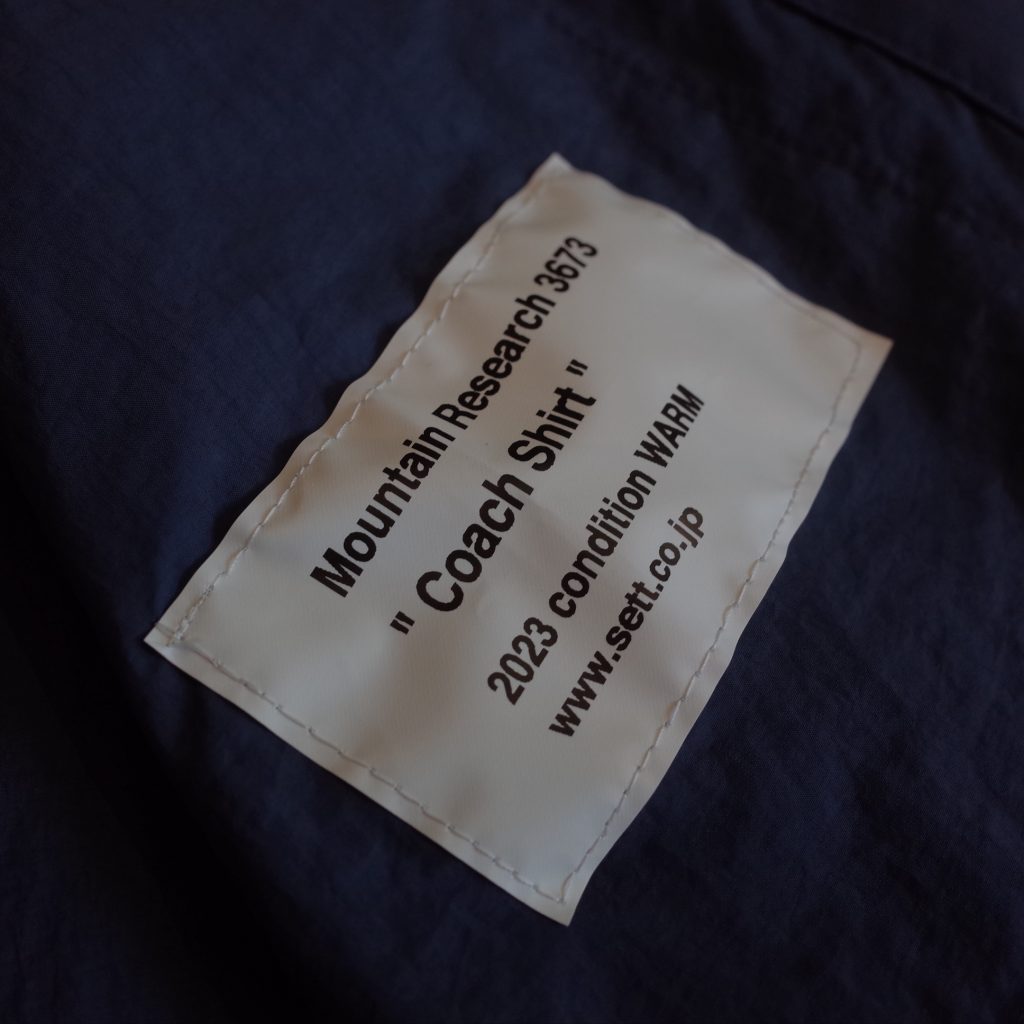 Mountain Research 3673
" Coach Shirt "
2023 condition WARM
www.sett.co.jp